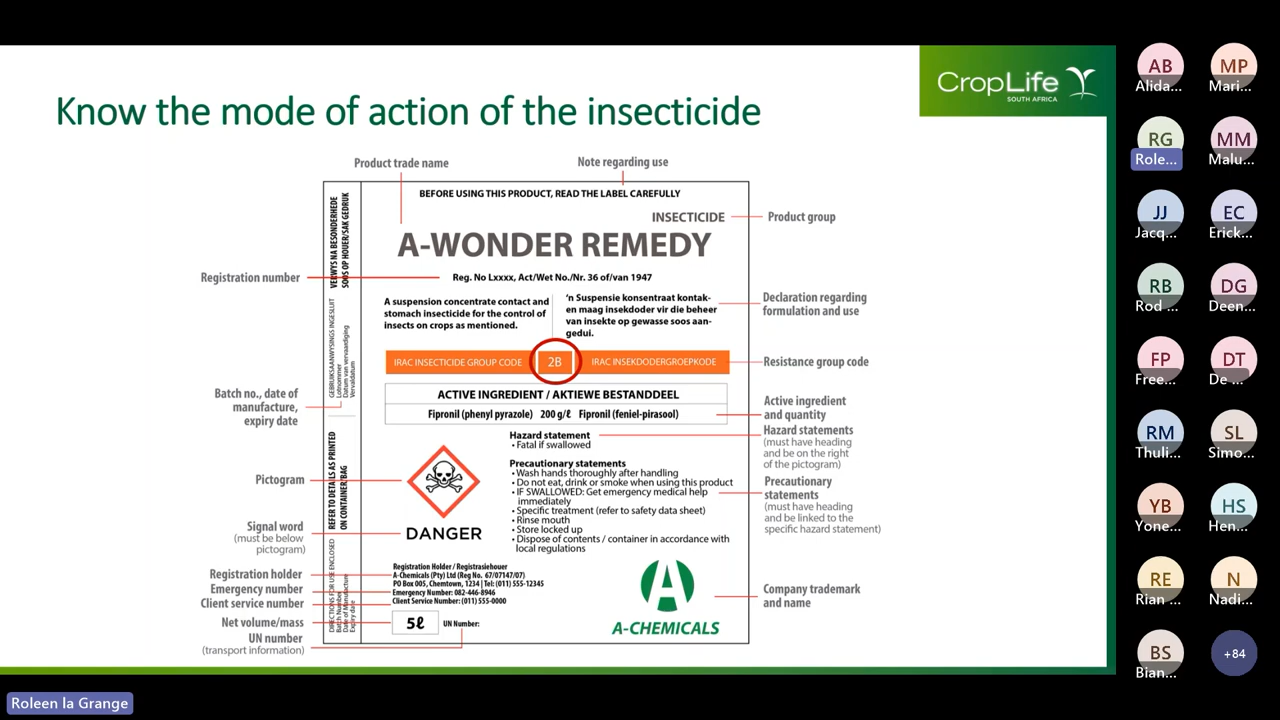 Know the mode of action of the insecticide
CropLife
SOUTH AFRICA
Product trade name
Note regarding use
BEFORE USING THIS PRODUCT, READ THE LABEL CAREFULLY
INSECTICIDE
Product group
A-WONDER REMEDY
Registration number
Reg. No Lxxxx, Act/Wet No./Nr. 36 of/van 1947
A suspension concentrate contact and
stomach insecticide for the control of
insects on crops as mentioned.
'n Suspensie konsentraat kontak-
en maag insekdoder vir die beheer
van insekte op gewasse soos aan-
gedui.
Declaration regarding
formulation and use
IRAC INSECTICIDE GROUP CODE
2B
IRAC INSEKDODERGROEPKODE
Resistance group code
ACTIVE INGREDIENT / AKTIEWE BESTANDDEEL
Fipronil (phenyl pyrazole) 200 g/ℓ Fipronil (feniel-pirasool)
Active ingredient
and quantity
Batch no., date of
manufacture,
expiry date
VERWYS NA BESONDERHEDE
SOOS OP HOUER/SAK GEDRUK
GEBRUIKSAANWYSINGS INGESLUIT
Lotnommer
Datum van vervaardiging
Vervaldatum
REFER TO DETAILS AS PRINTED
ON CONTAINER/BAG
DIRECTIONS FOR USE ENCLOSED
Batch Number
Date of Manufacture
Expiry date
Hazard statement
• Fatal if swallowed
Hazard statements
(must have heading
and be on the right
of the pictogram)
Precautionary statements
• Wash hands thoroughly after handling
• Do not eat, drink or smoke when using this product
• IF SWALLOWED: Get emergency medical help
immediately
• Specific treatment (refer to safety data sheet)
• Rinse mouth
• Store locked up
• Dispose of contents / container in accordance with
local regulations
Precautionary
statements
(must have heading
and be linked to the
specific hazard statement)
Pictogram
DANGER
Signal word
(must be below
pictogram)
Registration holder
Emergency number
Client service number
Registration Holder / Registrasiehouer
A-Chemicals (Pty) Ltd (Reg No. 67/07147/07)
PO Box 005, Chemtown, 1234 | Tel: (011) 555-12345
Emergency Number: 082-446-8946
Client Service Number: (011) 555-0000
Net volume/mass
5ℓ
UN Number:
UN number
(transport information)
A
A-CHEMICALS
Company trademark
and name
AB
Alida...
MP
Mari...
RG
Role...
MM
Malu...
JJ
Jacq...
EC
Erick...
RB
Rod ...
DG
Deen...
FP
Free...
DT
De ...
RM
Thuli...
SL
Simo...
YB
Yone...
HS
Hen...
RE
Rian ...
N
Nadi...
BS
Bian...
+84
Roleen la Grange